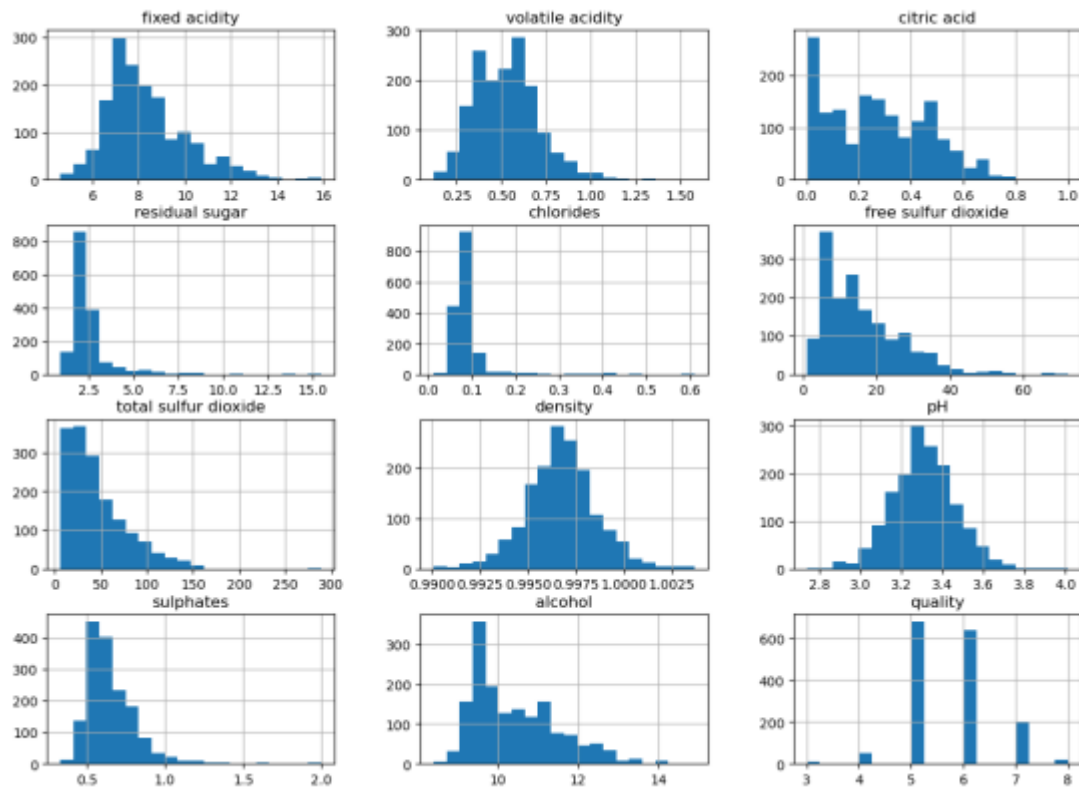 fixed acidity volatile acidity citric acid
300 300
200 200 200
100 100 100
0 0 0
6 8 10 12 14 16 0.25 0.50 0.75 1.00 1.25 1.50 0.0 0.2 0.4 0.6 0.8 1.0
residual sugar chlorides free sulfur dioxide
800 800
600 600 300
400 400 200
200 200 100
0 0 0
2.5 5.0 7.5 10.0 12.5 15.0 0.0 0.1 0.2 0.3 0.4 0.5 0.6 0 20 40 60
total sulfur dioxide density pH
300 300
200 200 200
100 100 100
0 0 0
0 50 100 150 200 250 300 0.9900 0.9925 0.9950 0.9975 1.0000 1.0025 2.8 3.0 3.2 3.4 3.6 3.8 4.0
sulphates alcohol quality
400 300 600
300 200 400
200 100 200
100
0 0 0
0.5 1.0 1.5 2.0 10 12 14 3 4 5 6 7 8